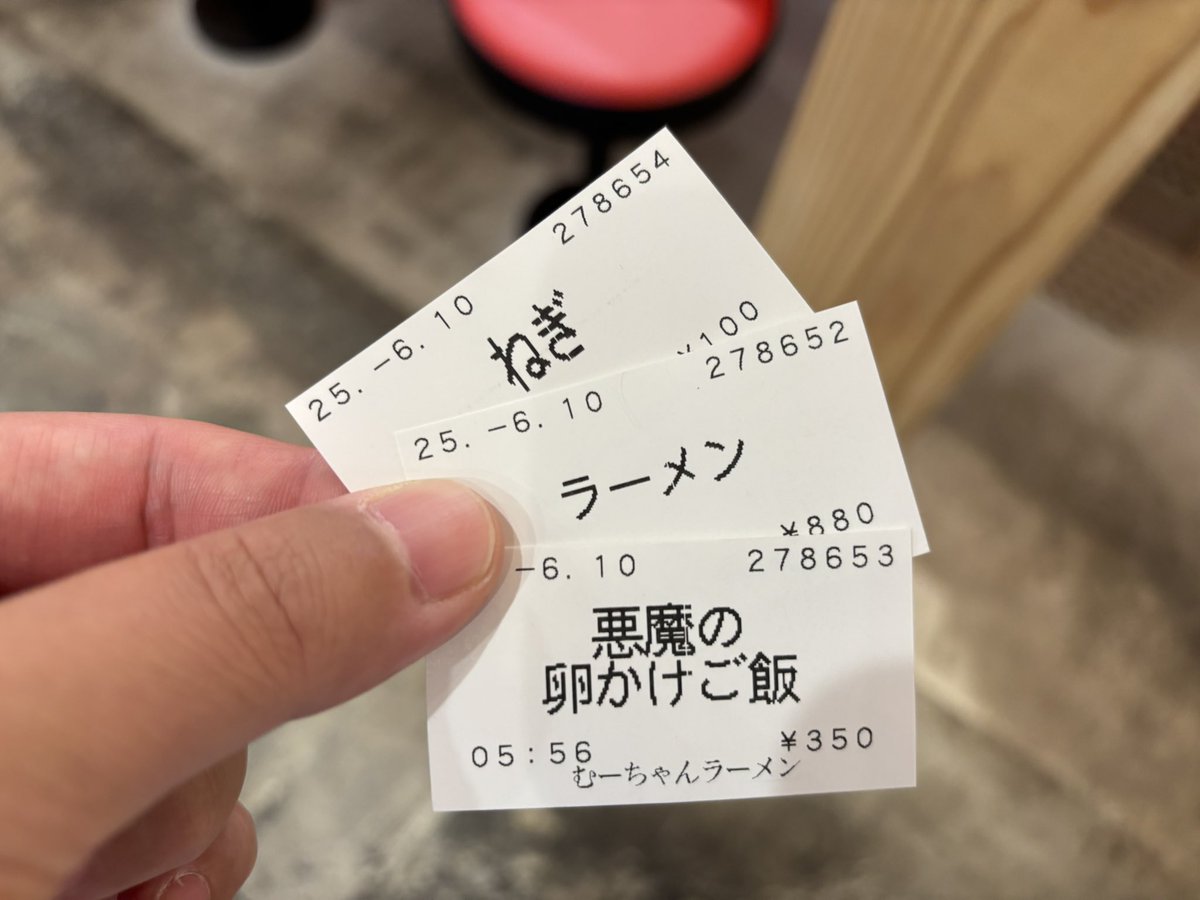 25.-6.10 278654
ねぎ
¥100
25.-6.10 278652
ラーメン
¥880
-6.10 278653
悪魔の
卵かけご飯
05:56 ¥350
むーちゃんラーメン